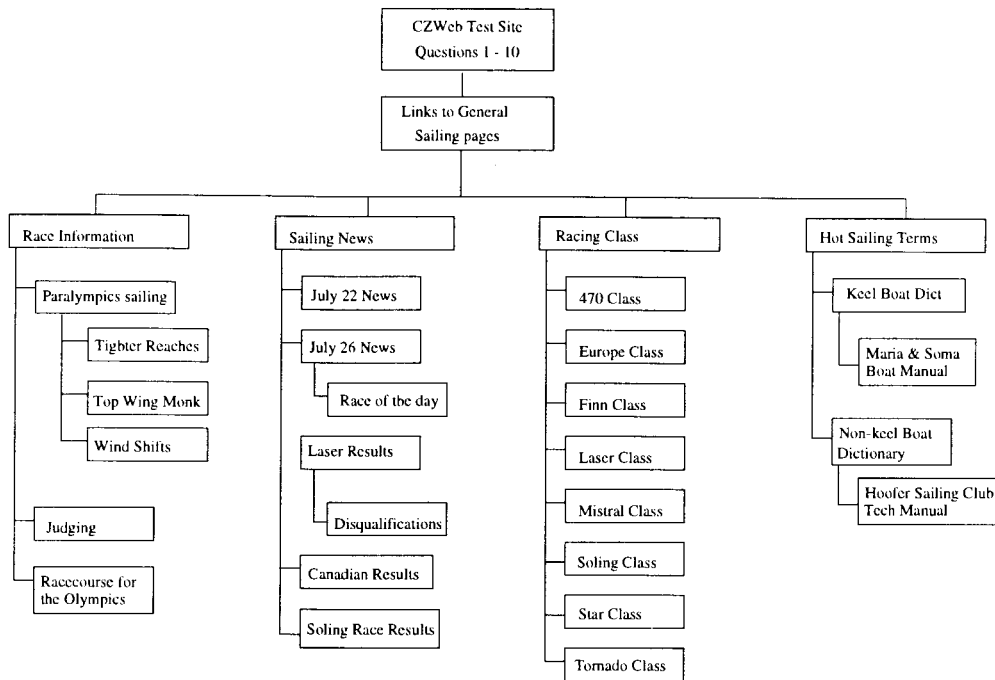 CZWeb Test Site
Questions 1 - 10
Links to General
Sailing pages
Race Information
Paralympics sailing
Tigbter Reaches
Top Wing Monk
Wind Shifts
Judging
Racecourse for
the Olympics
Sailing News
July 22 News
July 26 News
Race of the day
Laser Results
Disqualifications
Canadian Results
Soling Race Results
Racing Class
470 Class
Europe Class
Finn Class
Laser Class
Mistral Class
Soling Class
Star Class
Tornado Class
Hot Sailing Terms
Keel Boat Dict
Maria & Soma
Boat Manual
Non-keel Boat
Dictionary
Hoofer Sailing Club
Tech Manual